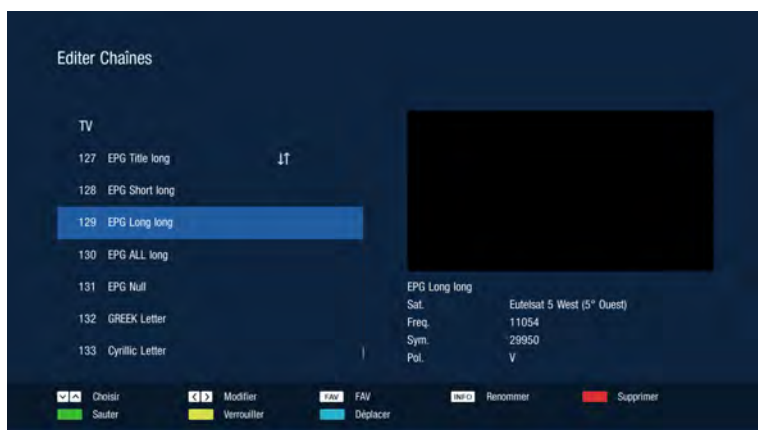 Editer Chaînes
TV
127 EPG Title long
128 EPG Short long
129 EPG Long long
130 EPG ALL long
131 EPG Null
132 GREEK Letter
133 Cyrillic Letter
EPG Long long
Sat. Eutelsat 5 West (5° Ouest)
Freq. 11054
Sym. 29950
Pol. V
Choisir Modifier FAV FAV INFO Renommer Supprimer
Sauter Verrouiller Déplacer